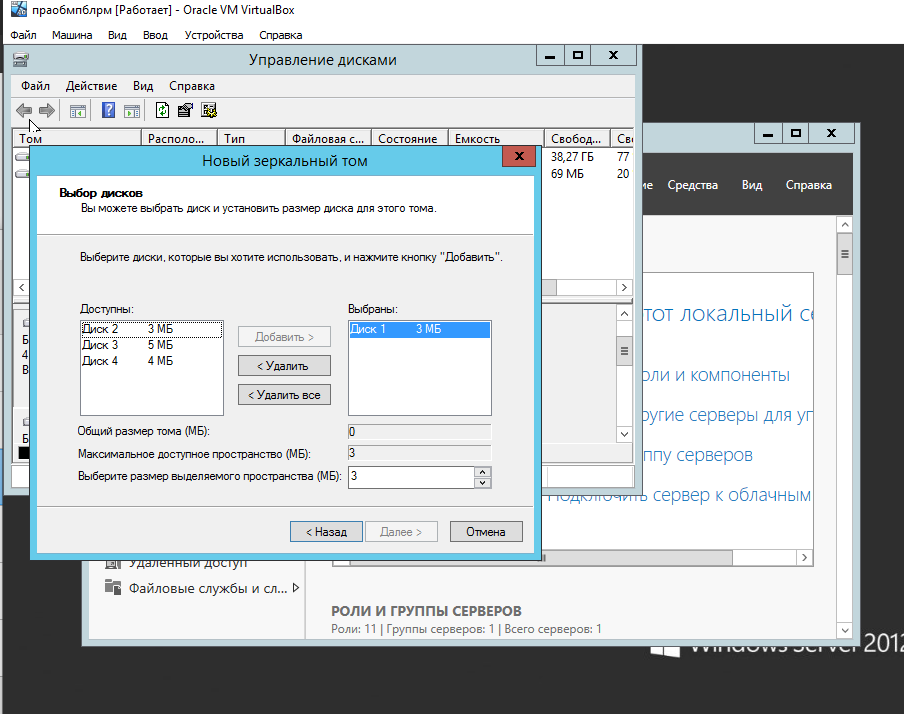 праобмпблрм [Работает] - Oracle VM VirtualBox
Файл Машина Вид Ввод Устройства Справка
Управление дисками
Файл Действие Вид Справка
Том Располо... Тип Файловая с... Состояние Емкость Свобод... Св
38,27 ГБ 77
69 МБ 20
Новый зеркальный том
Выбор дисков
Вы можете выбрать диск и установить размер диска для этого тома.
Выберите диски, которые вы хотите использовать, и нажмите кнопку "Добавить".
Доступны: Выбраны:
Диск 2 3 МБ
Диск 3 5 МБ
Диск 4 4 МБ
Диск 1 3 МБ
Добавить >
< Удалить
< Удалить все
Общий размер тома (МБ): 0
Максимальное доступное пространство (МБ): 3
Выберите размер выделяемого пространства (МБ): 3
< Назад Далее > Отмена
ие Средства Вид Справка
тот локальный се
оли и компоненты
ругие серверы для уп
ппу серверов
Подключить сервер к облачным
Удаленный доступ
Файловые службы и сл...
РОЛИ И ГРУППЫ СЕРВЕРОВ
Роли: 11 | Группы серверов: 1 | Всего серверов: 1
Windows Server 2012